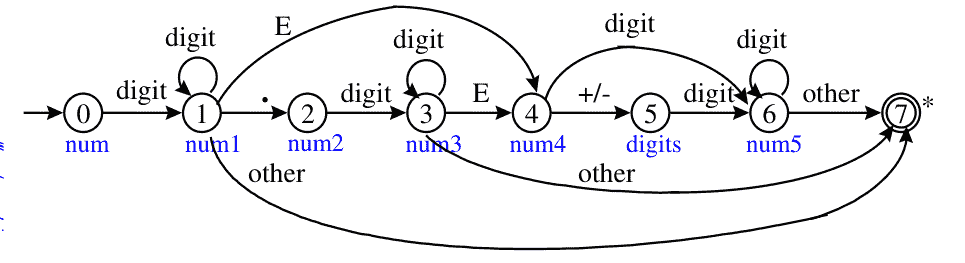 E
digit digit digit digit
digit . digit E +/- digit other
0 1 2 3 4 5 6 7 *
num num1 num2 num3 num4 digits num5
other other